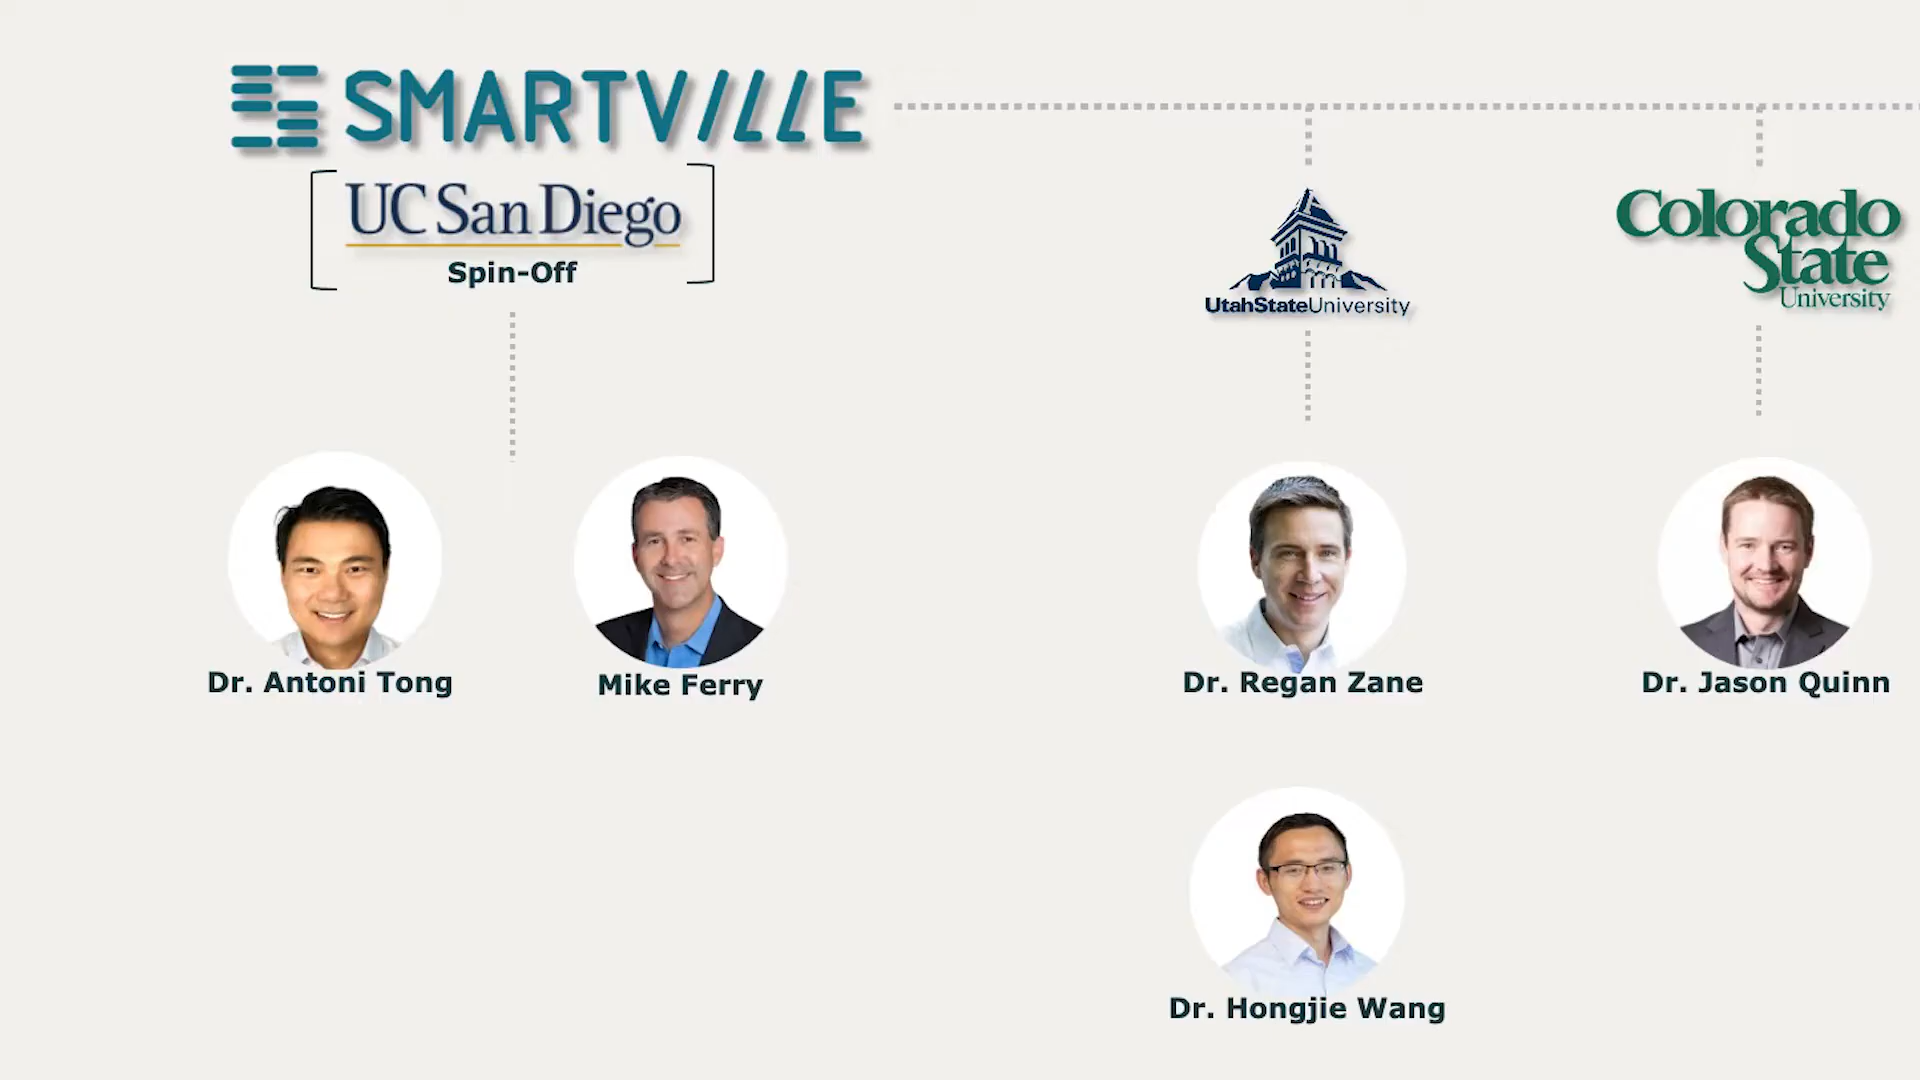 SMARTVILLE
UC San Diego
Spin-Off
UtahStateUniversity
Colorado
State
University
Dr. Antoni Tong
Mike Ferry
Dr. Regan Zane
Dr. Jason Quinn
Dr. Hongjie Wang